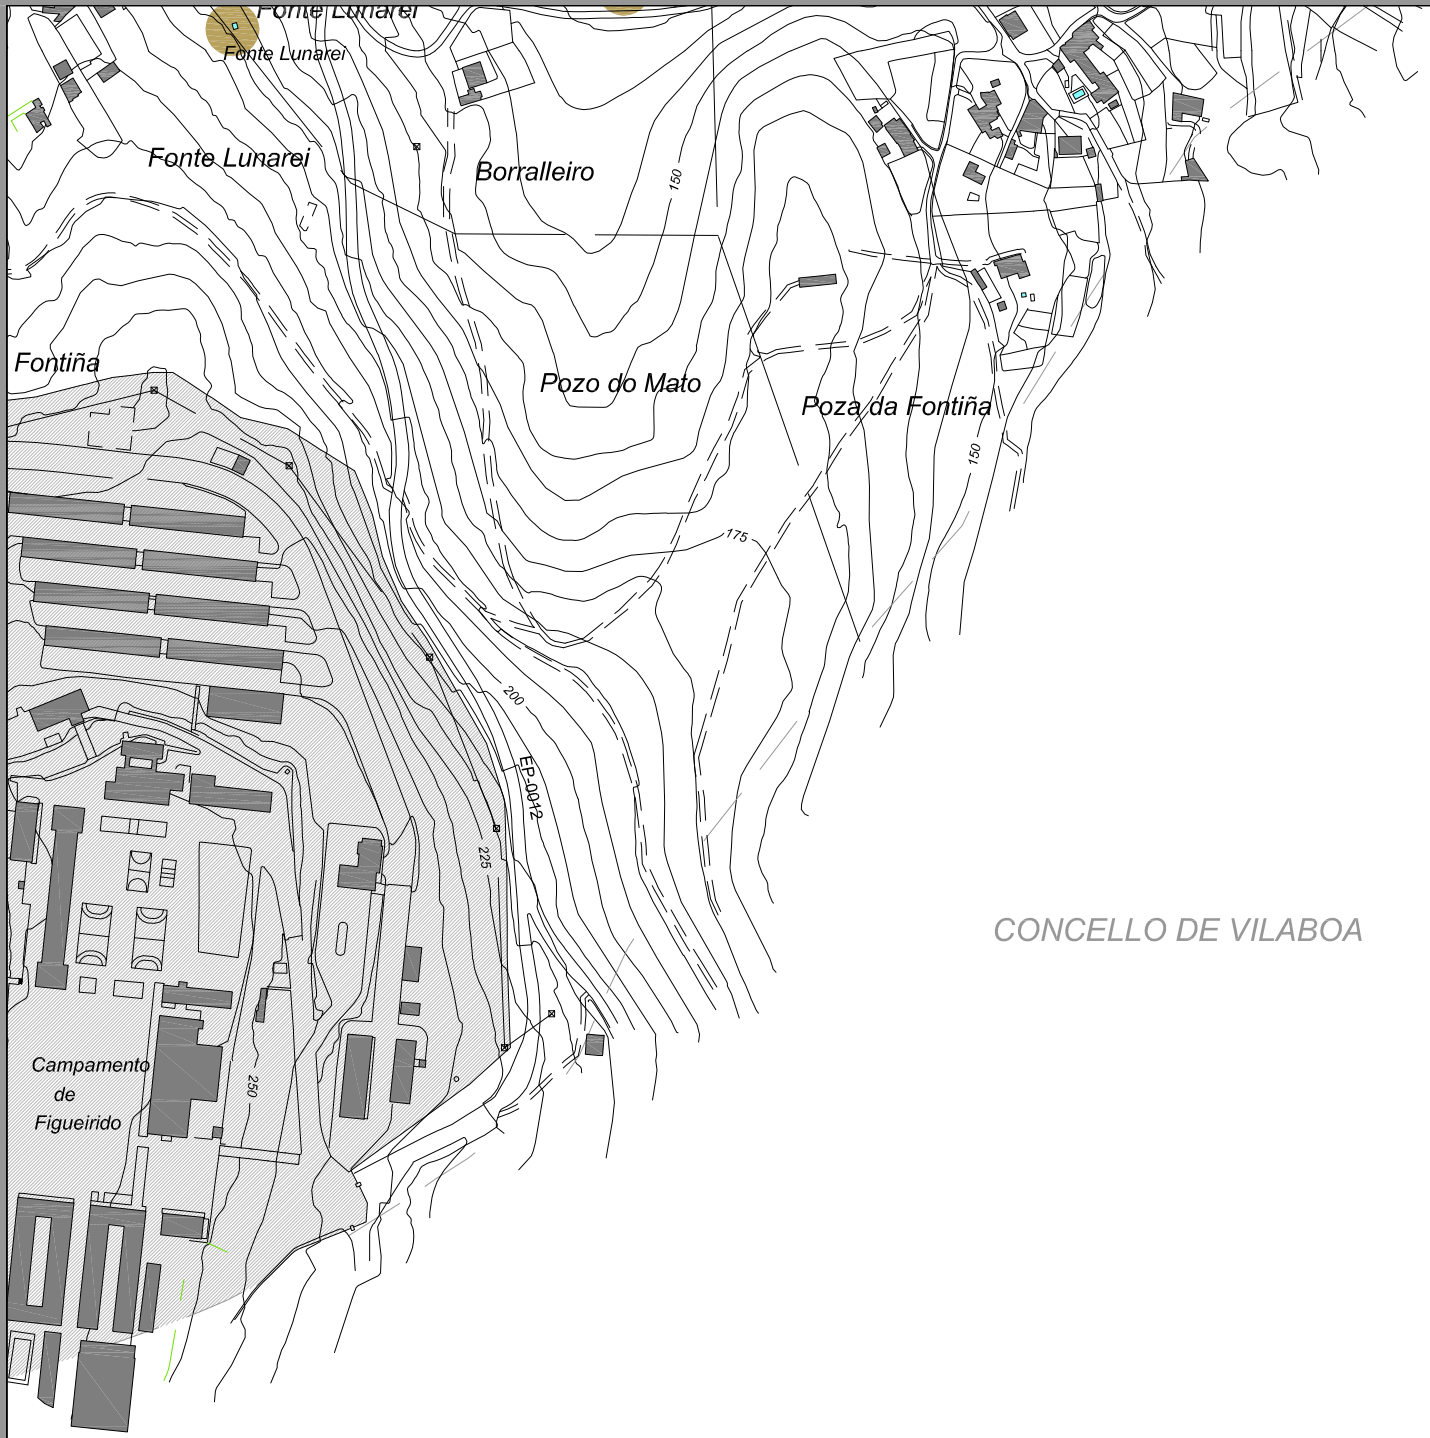 Fonte Lunarei
Fonte Lunarei
Fonte Lunarei
Borralleiro
150
Fontiña
Pozo do Mato
Poza da Fontiña
150
175
200
EP-0012
225
CONCELLO DE VILABOA
Campamento
de
Figueirido
250